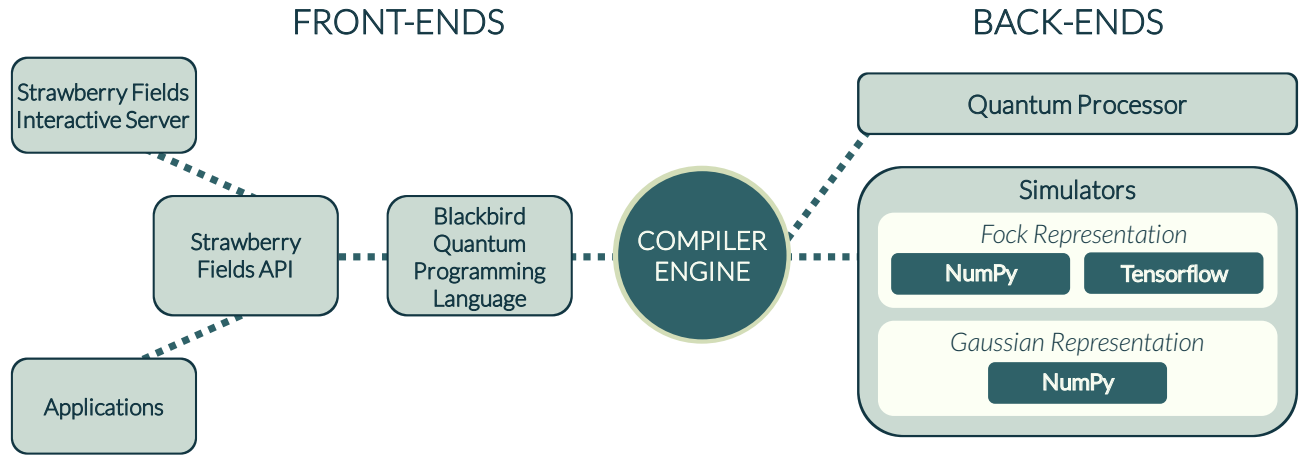 FRONT-ENDS
BACK-ENDS
Strawberry Fields
Interactive Server
Strawberry
Fields API
Applications
Blackbird
Quantum
Programming
Language
COMPILER
ENGINE
Quantum Processor
Simulators
Fock Representation
NumPy
Tensorflow
Gaussian Representation
NumPy